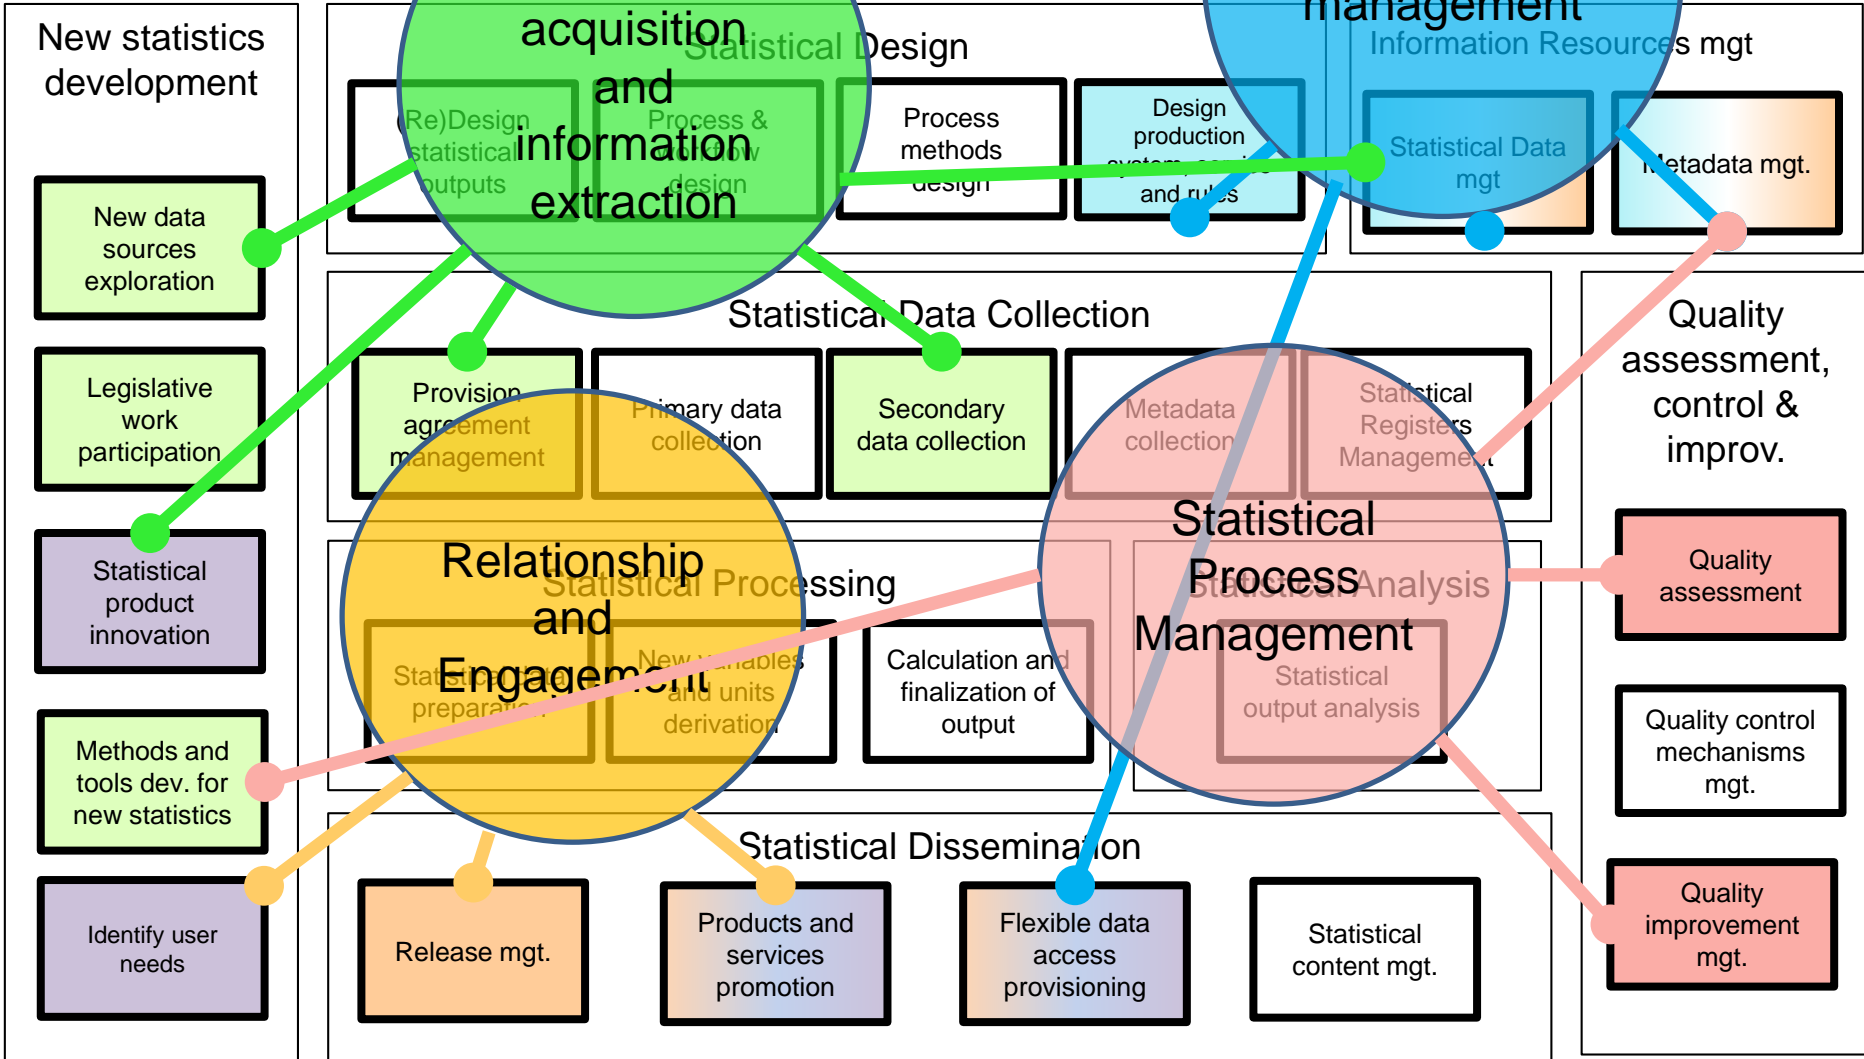 New statistics
development
New data
sources
exploration
Legislative
work
participation
Statistical
product
innovation
Methods and
tools dev. for
new statistics
Identify user
needs
acquisition
and
information
extraction
Statistical Design
(Re)Design
statistical
outputs
Process &
workflow
design
Process
methods
design
Design
production
system, service
and rules
management
Information Resources mgt
Statistical Data
mgt
Metadata mgt.
Statistical Data Collection
Provision
agreement
management
Primary data
collection
Secondary
data collection
Metadata
collection
Statistical
Registers
Management
Relationship
and
Engagement
Statistical Processing
Statistical data
preparation
New variables
and units
derivation
Calculation and
finalization of
output
Statistical
Process
Management
Statistical Analysis
Statistical
output analysis
Statistical Dissemination
Release mgt.
Products and
services
promotion
Flexible data
access
provisioning
Statistical
content mgt.
Quality
assessment,
control &
improv.
Quality
assessment
Quality control
mechanisms
mgt.
Quality
improvement
mgt.